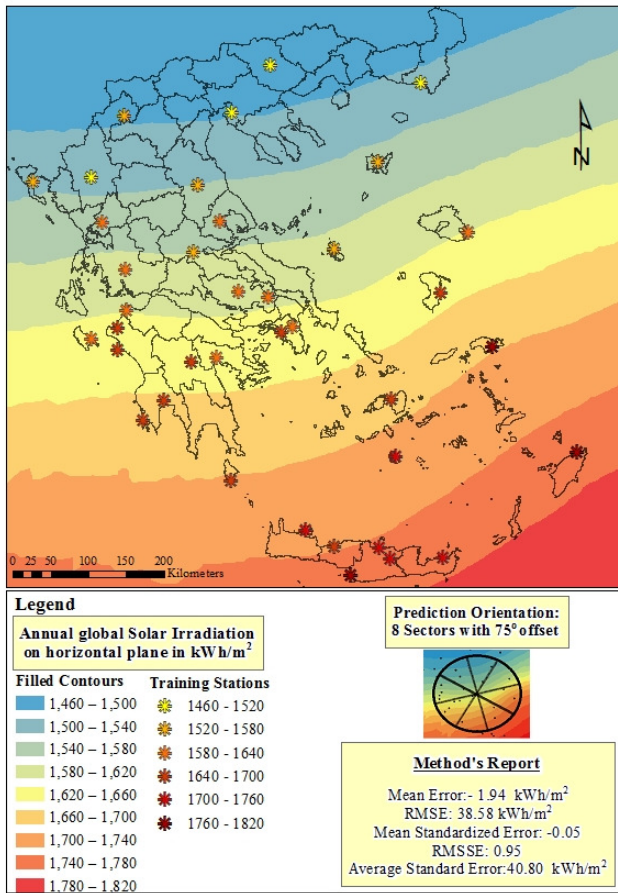 N
0 25 50 100 150 200
Kilometers
Legend
Annual global Solar Irradiation
on horizontal plane in kWh/m²
Filled Contours
1,460 – 1,500
1,500 – 1,540
1,540 – 1,580
1,580 – 1,620
1,620 – 1,660
1,660 – 1,700
1,700 – 1,740
1,740 – 1,780
1,780 – 1,820
Training Stations
1460 - 1520
1520 - 1580
1580 - 1640
1640 - 1700
1700 - 1760
1760 - 1820
Prediction Orientation:
8 Sectors with 75° offset
Method's Report
Mean Error:- 1.94 kWh/m²
RMSE: 38.58 kWh/m²
Mean Standardized Error: -0.05
RMSSE: 0.95
Average Standard Error:40.80 kWh/m²